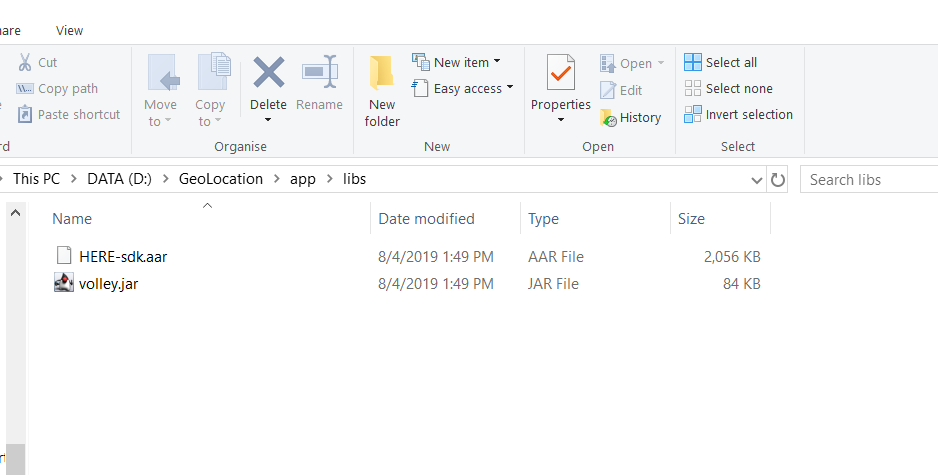 View
Cut
Copy path
Paste shortcut
Move to
Copy to
Delete
Rename
Organise
New folder
New item
Easy access
New
Properties
Open
Edit
History
Open
Select all
Select none
Invert selection
Select
This PC > DATA (D:) > GeoLocation > app > libs
Search libs
Name Date modified Type Size
HERE-sdk.aar 8/4/2019 1:49 PM AAR File 2,056 KB
volley.jar 8/4/2019 1:49 PM JAR File 84 KB